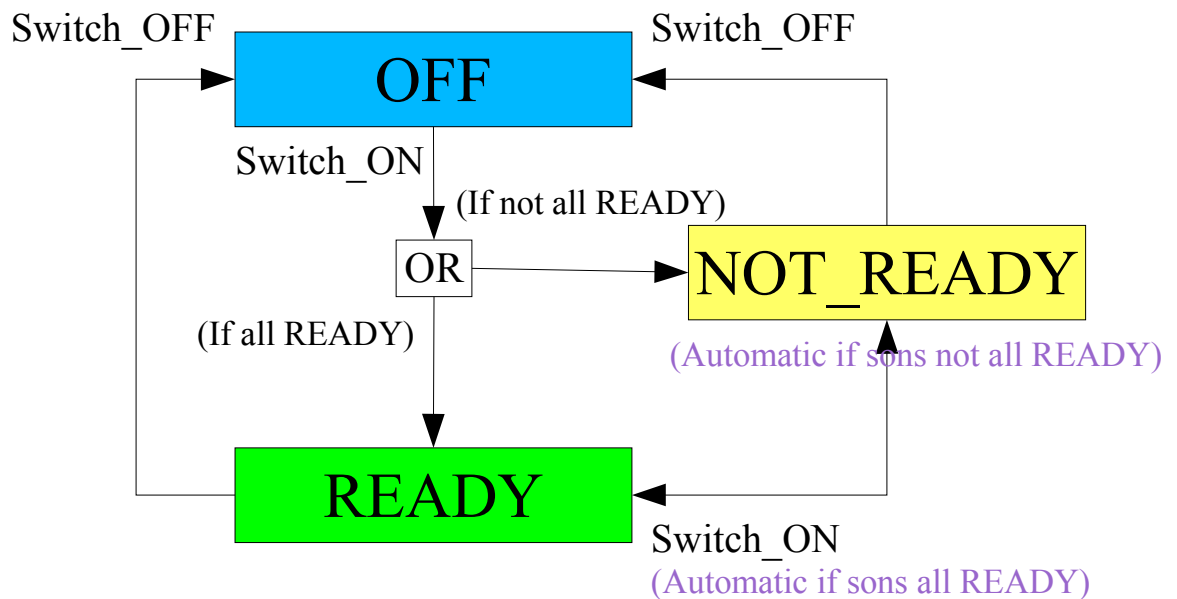 Switch_OFF
Switch_OFF
OFF
Switch_ON
(If not all READY)
OR
NOT_READY
(If all READY)
(Automatic if sons not all READY)
READY
Switch_ON
(Automatic if sons all READY)